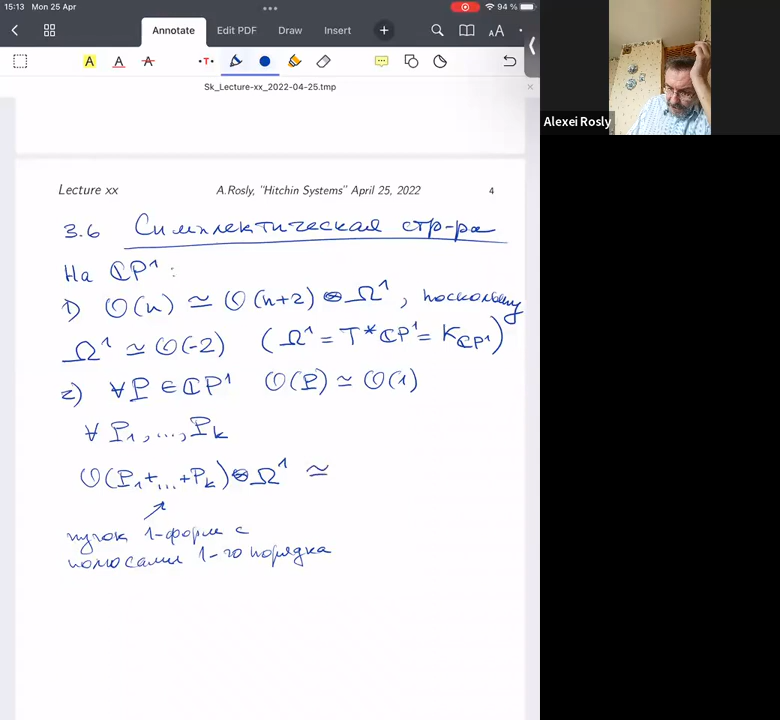 15:13 Mon 25 Apr
94 %
Annotate Edit PDF Draw Insert
AA
A A A T
Sk_Lecture-xx_2022-04-25.tmp
Alexei Rosly
Lecture xx A.Rosly, "Hitchin Systems" April 25, 2022 4
3.6 Симплектическая стр-ра
На ℂP¹:
1) O(n) ≃ O(n+2) ⊗ Ω¹, поскольку
Ω¹ ≃ O(-2) (Ω¹ = T*ℂP¹ = K_ℂP¹)
2) ∀ P ∈ ℂP¹ O(P) ≃ O(1)
∀ P₁, ..., P_k
O(P₁+...+P_k) ⊗ Ω¹ ≃
пучок 1-форм с
полюсами 1-го порядка